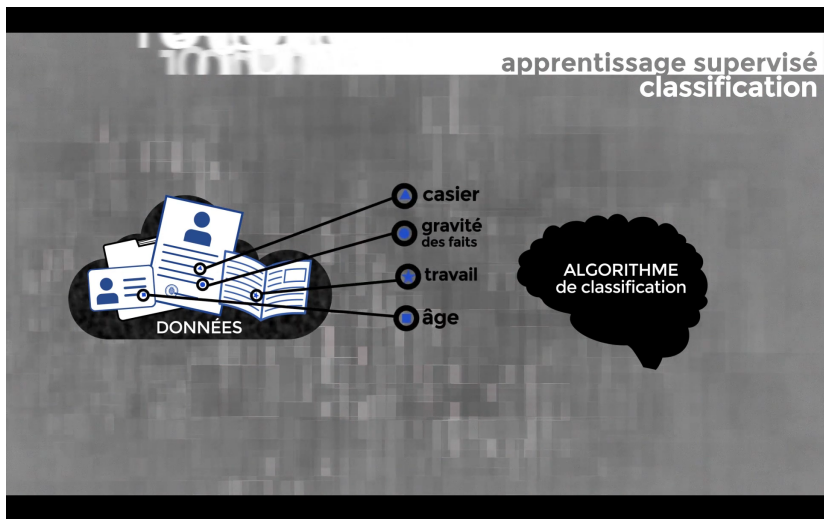 apprentissage supervisé
classification
casier
gravité
des faits
travail
âge
DONNÉES
ALGORITHME
de classification